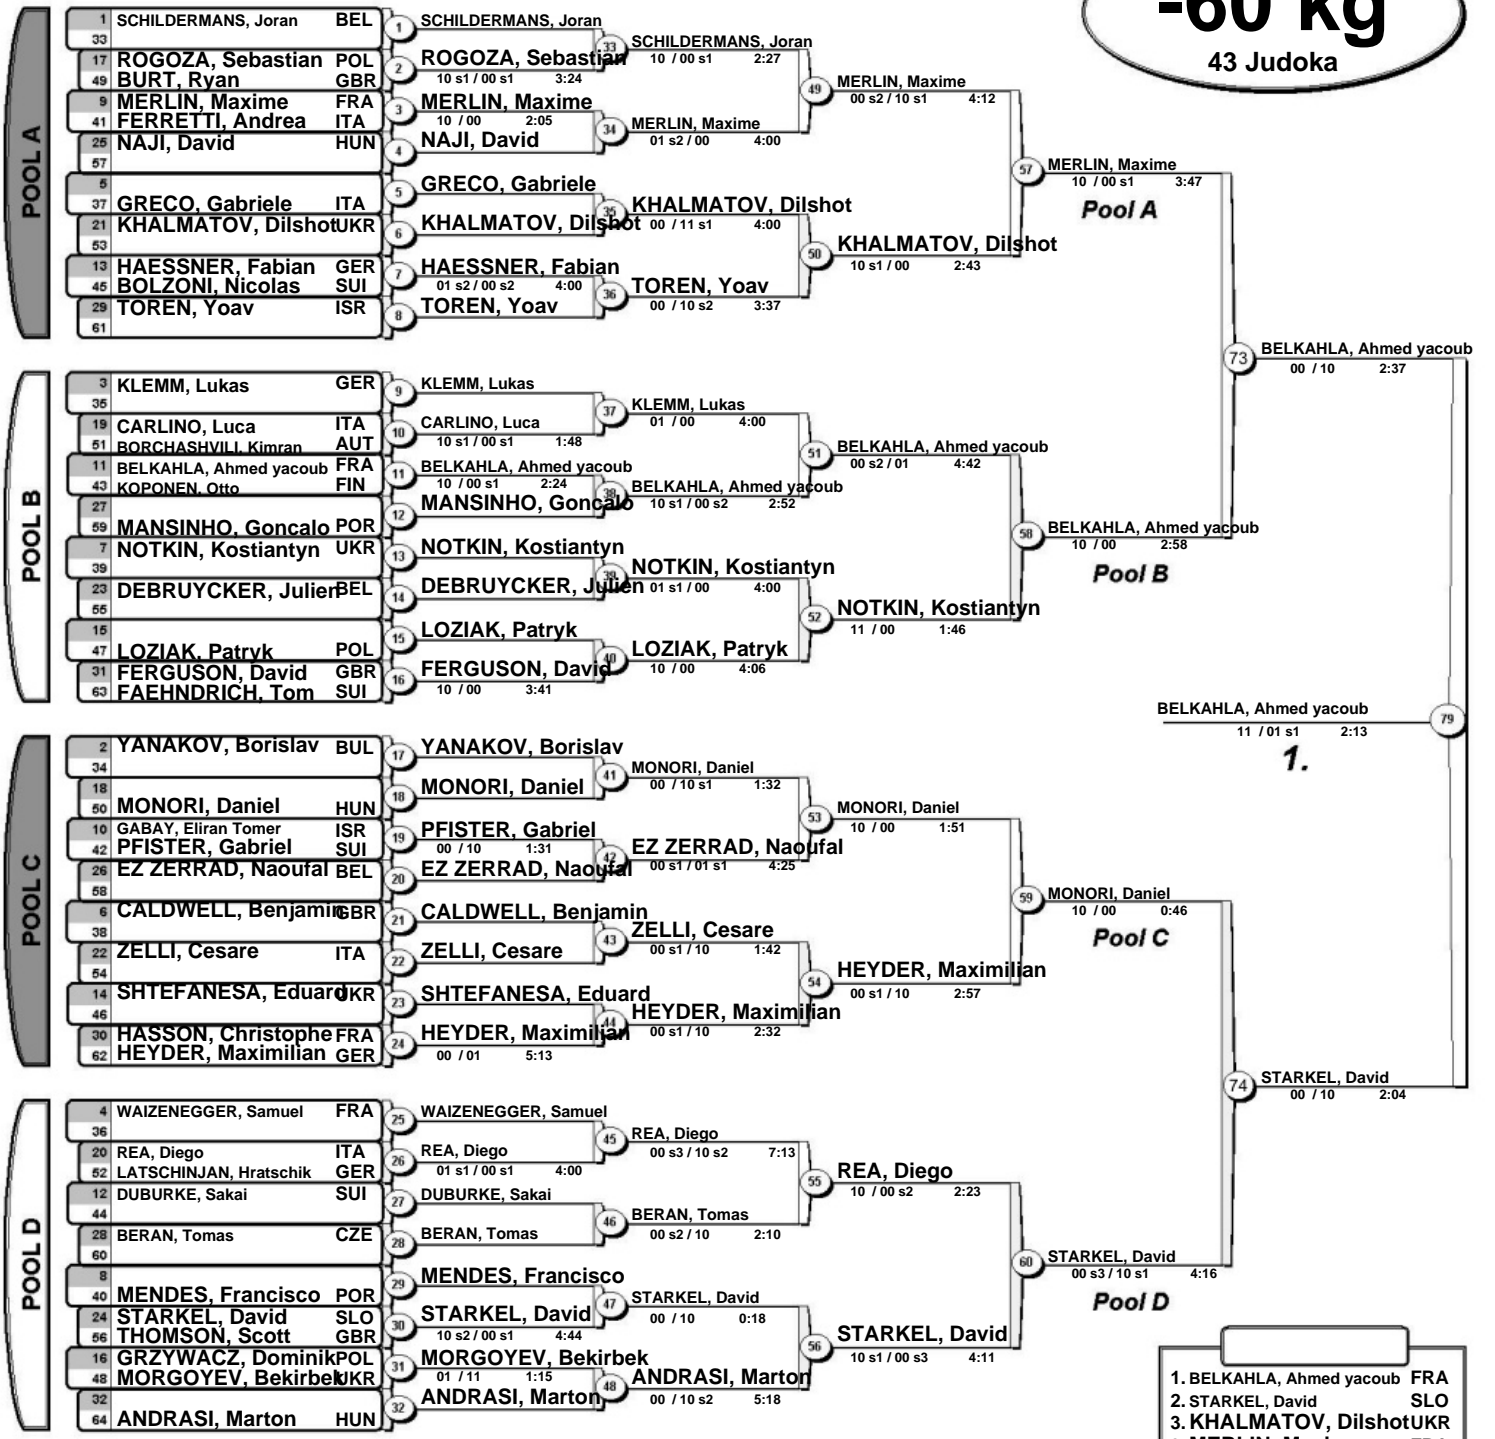 -60 kg
43 Judoka
POOL A
1 SCHILDERMANS, Joran BEL
33
17 ROGOZA, Sebastian POL
49 BURT, Ryan GBR
9 MERLIN, Maxime FRA
41 FERRETTI, Andrea ITA
25 NAJI, David HUN
57
5
37 GRECO, Gabriele ITA
21 KHALMATOV, Dilshot UKR
53
13 HAESSNER, Fabian GER
45 BOLZONI, Nicolas SUI
29 TOREN, Yoav ISR
61
1 SCHILDERMANS, Joran
2 ROGOZA, Sebastian
10 s1 / 00 s1 3:24
3 MERLIN, Maxime
10 / 00 2:05
4 NAJI, David
5 GRECO, Gabriele
6 KHALMATOV, Dilshot
7 HAESSNER, Fabian
01 s2 / 00 s2 4:00
8 TOREN, Yoav
33 SCHILDERMANS, Joran
10 / 00 s1 2:27
34 MERLIN, Maxime
01 s2 / 00 4:00
35 KHALMATOV, Dilshot
00 / 11 s1 4:00
36 TOREN, Yoav
00 / 10 s2 3:37
49 MERLIN, Maxime
00 s2 / 10 s1 4:12
50 KHALMATOV, Dilshot
10 s1 / 00 2:43
57 MERLIN, Maxime
10 / 00 s1 3:47
Pool A
POOL B
3 KLEMM, Lukas GER
35
19 CARLINO, Luca ITA
51 BORCHASHVILI, Kimran AUT
11 BELKAHLA, Ahmed yacoub FRA
43 KOPONEN, Otto FIN
27
59 MANSINHO, Goncalo POR
7 NOTKIN, Kostiantyn UKR
39
23 DEBRUYCKER, Julien BEL
55
15
47 LOZIAK, Patryk POL
31 FERGUSON, David GBR
63 FAEHNDRICH, Tom SUI
9 KLEMM, Lukas
10 CARLINO, Luca
10 s1 / 00 s1 1:48
11 BELKAHLA, Ahmed yacoub
10 / 00 s1 2:24
12 MANSINHO, Goncalo
13 NOTKIN, Kostiantyn
14 DEBRUYCKER, Julien
15 LOZIAK, Patryk
16 FERGUSON, David
10 / 00 3:41
37 KLEMM, Lukas
01 / 00 4:00
38 BELKAHLA, Ahmed yacoub
10 s1 / 00 s2 2:52
39 NOTKIN, Kostiantyn
01 s1 / 00 4:00
40 LOZIAK, Patryk
10 / 00 4:06
51 BELKAHLA, Ahmed yacoub
00 s2 / 01 4:42
52 NOTKIN, Kostiantyn
11 / 00 1:46
58 BELKAHLA, Ahmed yacoub
10 / 00 2:58
Pool B
73 BELKAHLA, Ahmed yacoub
00 / 10 2:37
BELKAHLA, Ahmed yacoub 79
11 / 01 s1 2:13
1.
POOL C
2 YANAKOV, Borislav BUL
34
18
50 MONORI, Daniel HUN
10 GABAY, Eliran Tomer ISR
42 PFISTER, Gabriel SUI
26 EZ ZERRAD, Naoufal BEL
58
6 CALDWELL, Benjamin GBR
38
22 ZELLI, Cesare ITA
54
14 SHTEFANESA, Eduard UKR
46
30 HASSON, Christophe FRA
62 HEYDER, Maximilian GER
17 YANAKOV, Borislav
18 MONORI, Daniel
19 PFISTER, Gabriel
00 / 10 1:31
20 EZ ZERRAD, Naoufal
21 CALDWELL, Benjamin
22 ZELLI, Cesare
23 SHTEFANESA, Eduard
24 HEYDER, Maximilian
00 / 01 5:13
41 MONORI, Daniel
00 / 10 s1 1:32
42 EZ ZERRAD, Naoufal
00 s1 / 01 s1 4:25
43 ZELLI, Cesare
00 s1 / 10 1:42
44 HEYDER, Maximilian
00 s1 / 10 2:32
53 MONORI, Daniel
10 / 00 1:51
54 HEYDER, Maximilian
00 s1 / 10 2:57
59 MONORI, Daniel
10 / 00 0:46
Pool C
POOL D
4 WAIZENEGGER, Samuel FRA
36
20 REA, Diego ITA
52 LATSCHINJAN, Hratschik GER
12 DUBURKE, Sakai SUI
44
28 BERAN, Tomas CZE
60
8
40 MENDES, Francisco POR
24 STARKEL, David SLO
56 THOMSON, Scott GBR
16 GRZYWACZ, Dominik POL
48 MORGOYEV, Bekirbek UKR
32
64 ANDRASI, Marton HUN
25 WAIZENEGGER, Samuel
26 REA, Diego
01 s1 / 00 s1 4:00
27 DUBURKE, Sakai
28 BERAN, Tomas
29 MENDES, Francisco
30 STARKEL, David
10 s2 / 00 s1 4:44
31 MORGOYEV, Bekirbek
01 / 11 1:15
32 ANDRASI, Marton
45 REA, Diego
00 s3 / 10 s2 7:13
46 BERAN, Tomas
00 s2 / 10 2:10
47 STARKEL, David
00 / 10 0:18
48 ANDRASI, Marton
00 / 10 s2 5:18
55 REA, Diego
10 / 00 s2 2:23
56 STARKEL, David
10 s1 / 00 s3 4:11
60 STARKEL, David
00 s3 / 10 s1 4:16
Pool D
74 STARKEL, David
00 / 10 2:04
1. BELKAHLA, Ahmed yacoub FRA
2. STARKEL, David SLO
3. KHALMATOV, Dilshot UKR